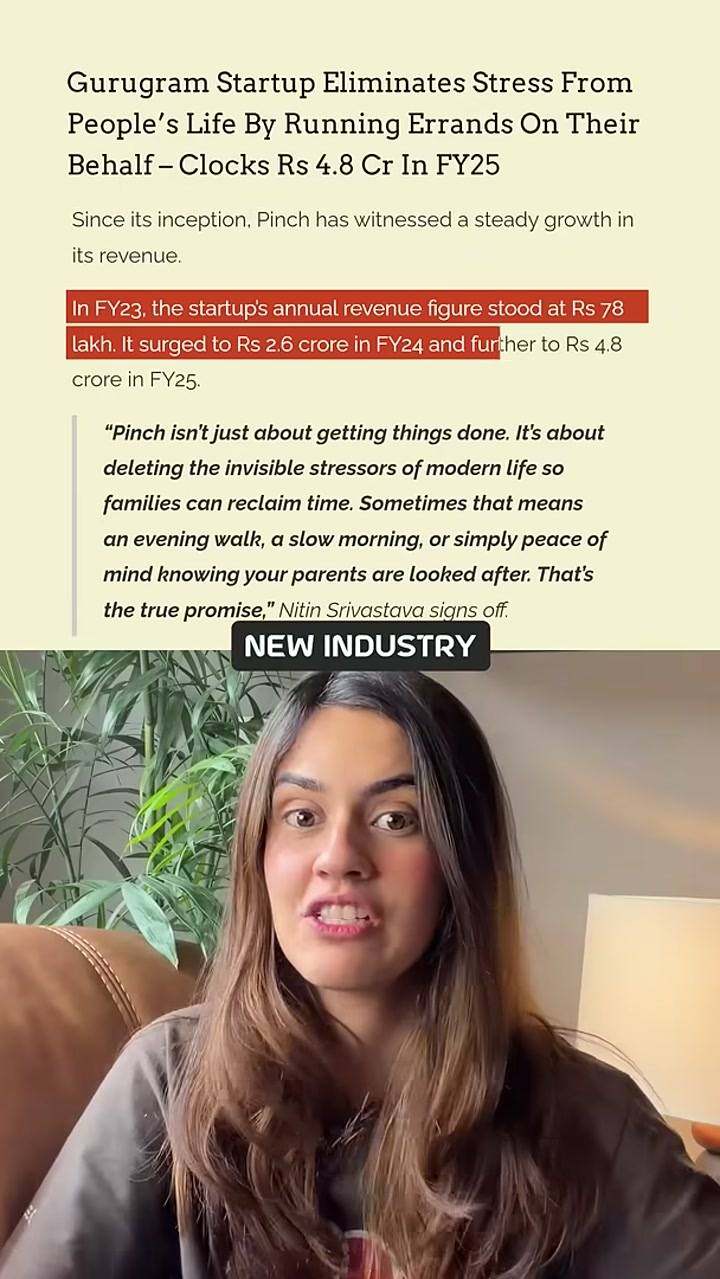 Gurugram Startup Eliminates Stress From
People’s Life By Running Errands On Their
Behalf – Clocks Rs 4.8 Cr In FY25
Since its inception, Pinch has witnessed a steady growth in
its revenue.
In FY23, the startup’s annual revenue figure stood at Rs 78
lakh. It surged to Rs 2.6 crore in FY24 and further to Rs 4.8
crore in FY25.
“Pinch isn’t just about getting things done. It’s about
deleting the invisible stressors of modern life so
families can reclaim time. Sometimes that means
an evening walk, a slow morning, or simply peace of
mind knowing your parents are looked after. That’s
the true promise,” Nitin Srivastava signs off.
NEW INDUSTRY